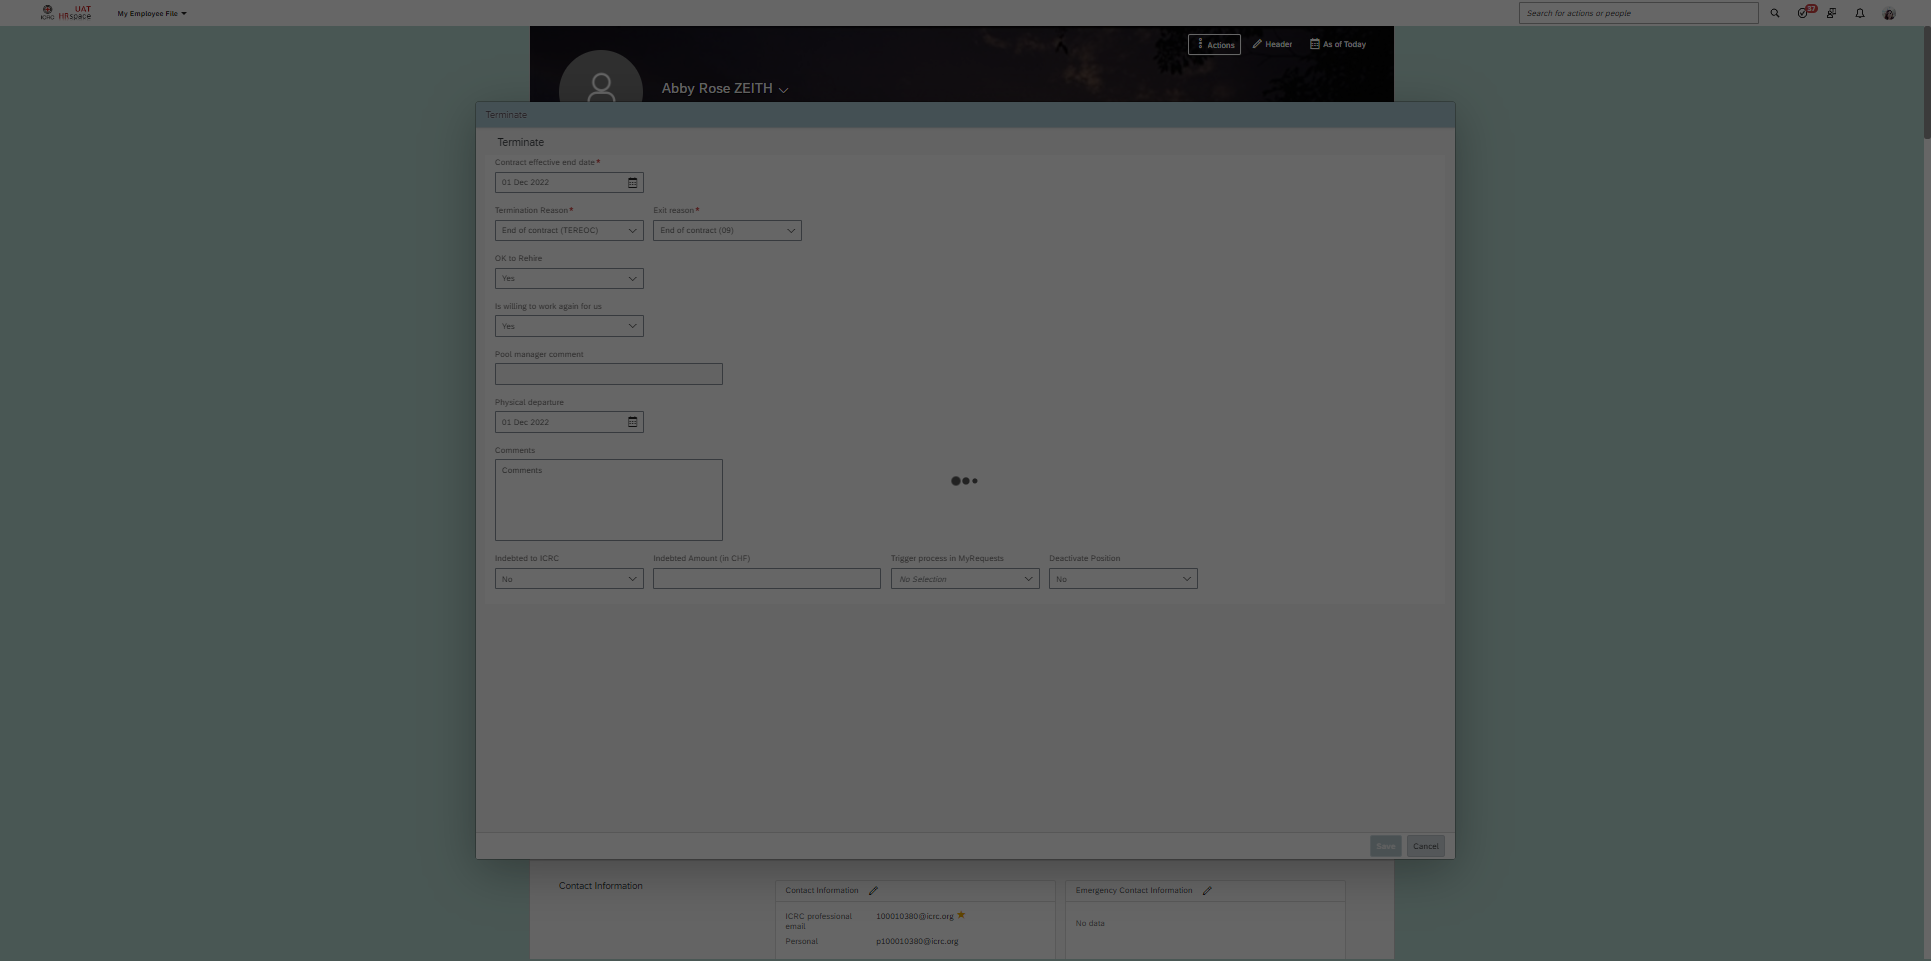 ICRC
UAT
HRspace
My Employee File
Search for actions or people
37
Actions
Header
As of Today
Abby Rose ZEITH
Terminate
Terminate
Contract effective end date*
01 Dec 2022
Termination Reason*
Exit reason*
End of contract (TEREOC)
End of contract (09)
OK to Rehire
Yes
Is willing to work again for us
Yes
Pool manager comment
Physical departure
01 Dec 2022
Comments
Comments
Indebted to ICRC
Indebted Amount (in CHF)
Trigger process in MyRequests
Deactivate Position
No
No Selection
No
Save
Cancel
Contact Information
Contact Information
Emergency Contact Information
ICRC professional email
100010380@icrc.org
No data
Personal
p100010380@icrc.org